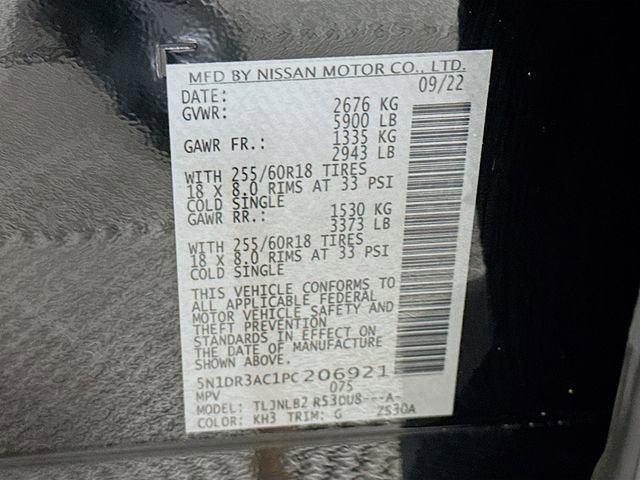 MFD BY NISSAN MOTOR CO., LTD.
DATE: 09/22
GVWR: 2676 KG
5900 LB
GAWR FR.: 1335 KG
2943 LB
WITH 255/60R18 TIRES
18 X 8.0 RIMS AT 33 PSI
COLD SINGLE
GAWR RR.: 1530 KG
3373 LB
WITH 255/60R18 TIRES
18 X 8.0 RIMS AT 33 PSI
COLD SINGLE
THIS VEHICLE CONFORMS TO
ALL APPLICABLE FEDERAL
MOTOR VEHICLE SAFETY AND
THEFT PREVENTION
STANDARDS IN EFFECT ON
THE DATE OF MANUFACTURE
SHOWN ABOVE.
5N1DR3AC1PC206921
MPV 075
MODEL: TLJNLB2 R53DU8---A-
COLOR: KH3 TRIM: G ZS30A